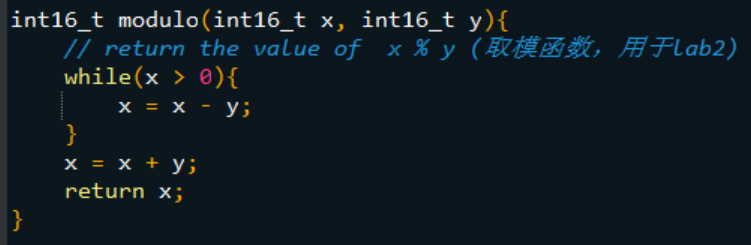 int16_t modulo(int16_t x, int16_t y){
    // return the value of  x % y (取模函数，用于lab2)
    while(x > 0){
        x = x - y;
    }
    x = x + y;
    return x;
}